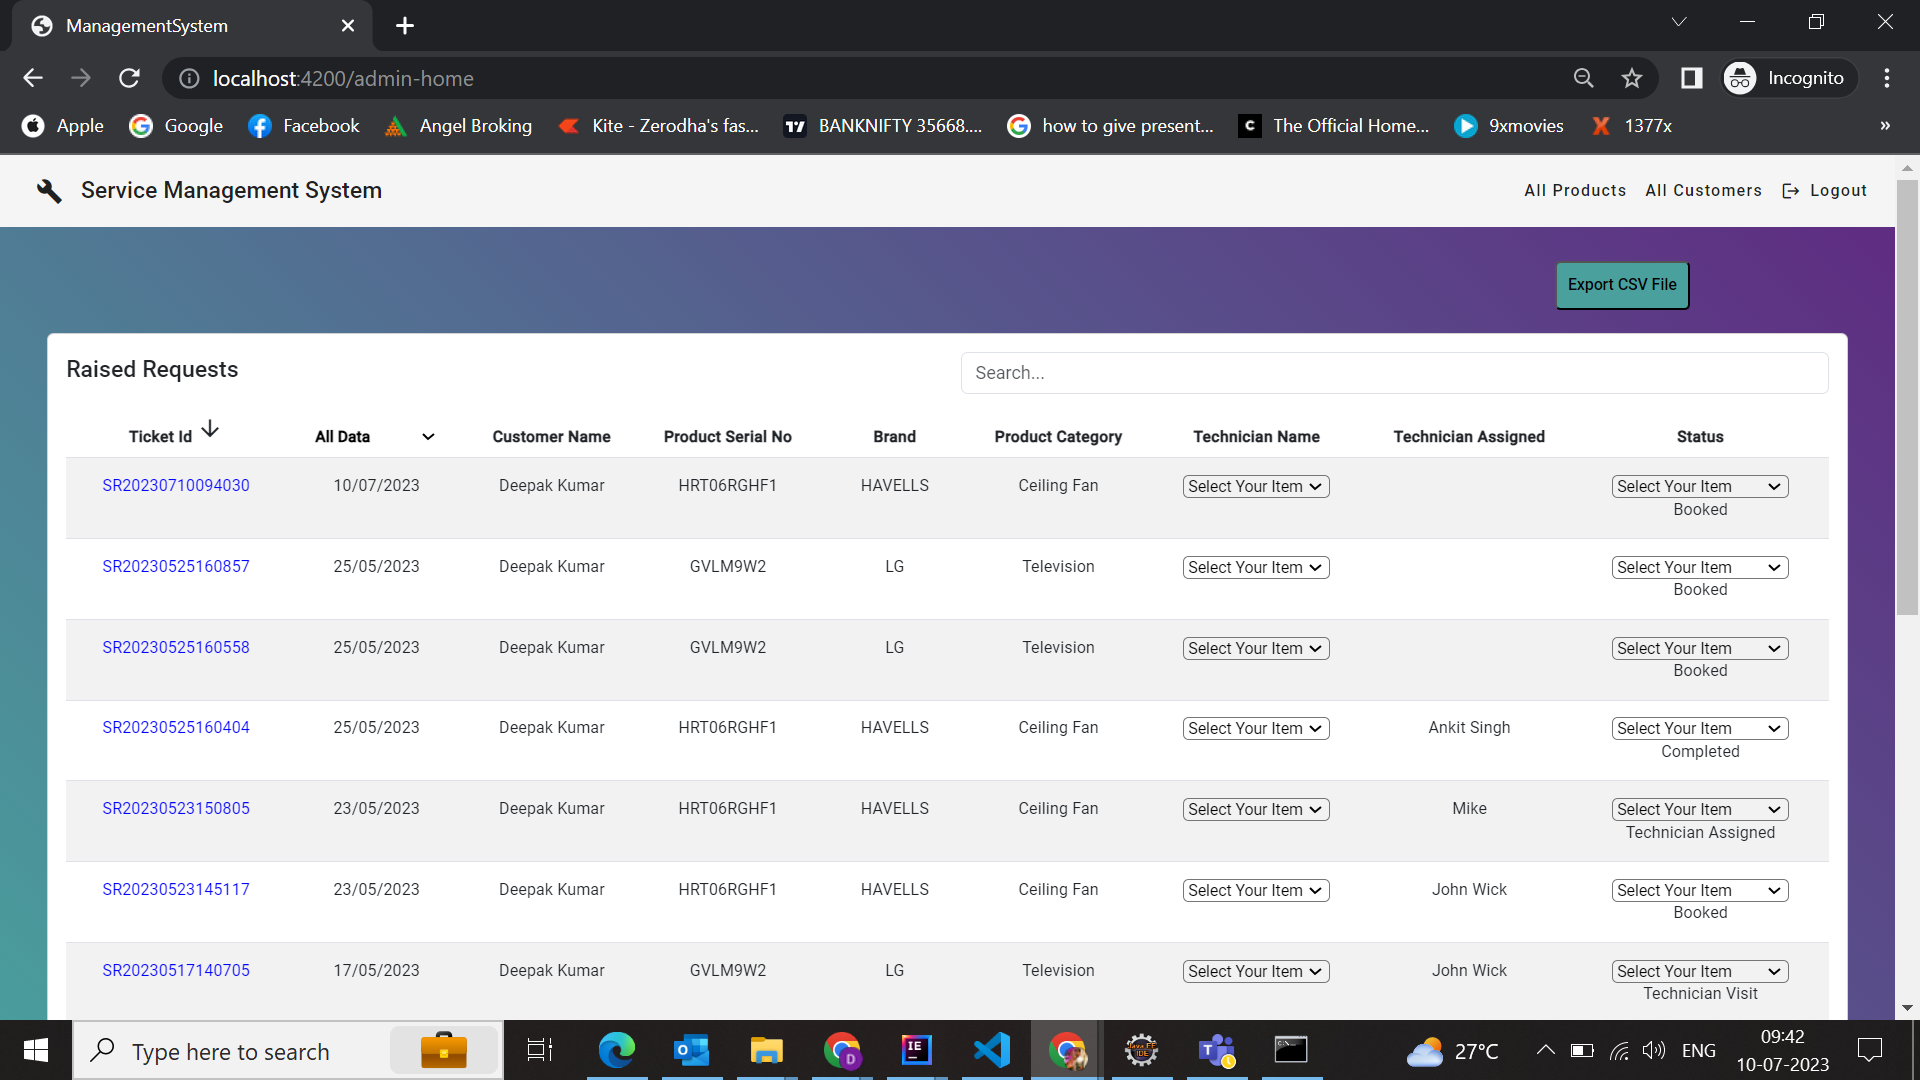 ManagementSystem
localhost:4200/admin-home
Incognito
Apple Google Facebook Angel Broking Kite - Zerodha's fas... BANKNIFTY 35668.... how to give present... The Official Home... 9xmovies 1377x »
Service Management System
All Products All Customers Logout
Export CSV File
Raised Requests
Search...
Ticket Id All Data Customer Name Product Serial No Brand Product Category Technician Name Technician Assigned Status
SR20230710094030 10/07/2023 Deepak Kumar HRT06RGHF1 HAVELLS Ceiling Fan Select Your Item Select Your Item
Booked
SR20230525160857 25/05/2023 Deepak Kumar GVLM9W2 LG Television Select Your Item Select Your Item
Booked
SR20230525160558 25/05/2023 Deepak Kumar GVLM9W2 LG Television Select Your Item Select Your Item
Booked
SR20230525160404 25/05/2023 Deepak Kumar HRT06RGHF1 HAVELLS Ceiling Fan Select Your Item Ankit Singh Select Your Item
Completed
SR20230523150805 23/05/2023 Deepak Kumar HRT06RGHF1 HAVELLS Ceiling Fan Select Your Item Mike Select Your Item
Technician Assigned
SR20230523145117 23/05/2023 Deepak Kumar HRT06RGHF1 HAVELLS Ceiling Fan Select Your Item John Wick Select Your Item
Booked
SR20230517140705 17/05/2023 Deepak Kumar GVLM9W2 LG Television Select Your Item John Wick Select Your Item
Technician Visit
Type here to search
27°C
ENG
09:42
10-07-2023